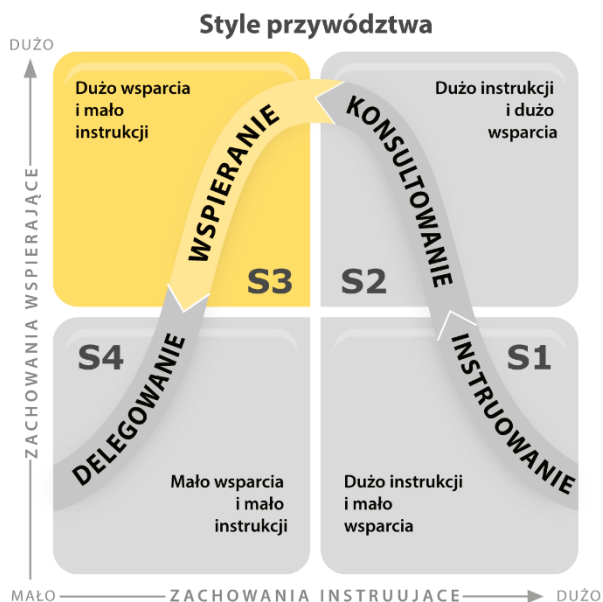 Style przywództwa
DUŻO
Dużo wsparcia
i mało
instrukcji
Dużo instrukcji
i dużo
wsparcia
WSPIERANIE
KONSULTOWANIE
S3
S2
ZACHOWANIA WSPIERAJĄCE
S4
S1
DELEGOWANIE
INSTRUOWANIE
Mało wsparcia
i mało
instrukcji
Dużo instrukcji
i mało
wsparcia
MAŁO
ZACHOWANIA INSTRUUJACE
DUŻO